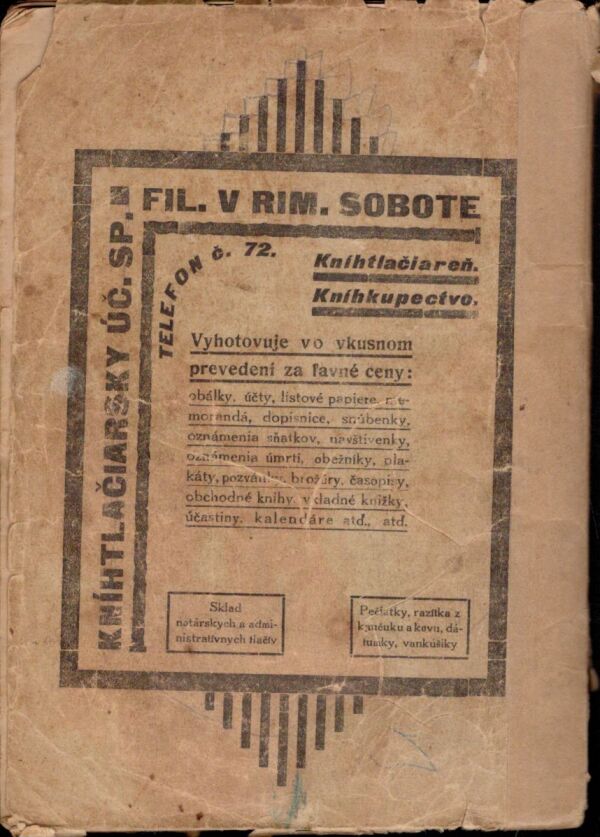 KNÍHTLAČIARSKY ÚČ. SP.
FIL. V RIM. SOBOTE
TELEFON č. 72.
Kníhtlačiareň.
Kníhkupectvo.
Vyhotovuje vo vkusnom
prevedení za ľavné ceny:
obálky, účty, listové papiere, me-
morandá, dopisnice, snúbenky,
oznámenia sňatkov, navštívenky,
oznámenia úmrtí, obežníky, pla-
káty, pozvánky, brožúry, časopisy,
obchodné knihy, vkladné knižky,
účastiny, kalendáre atď., atď.
Sklad
notárskych a admi-
nistratívnych tlačív
Pečiatky, razítka z
kaučuku a kovu, dá-
tumky, vankúšiky